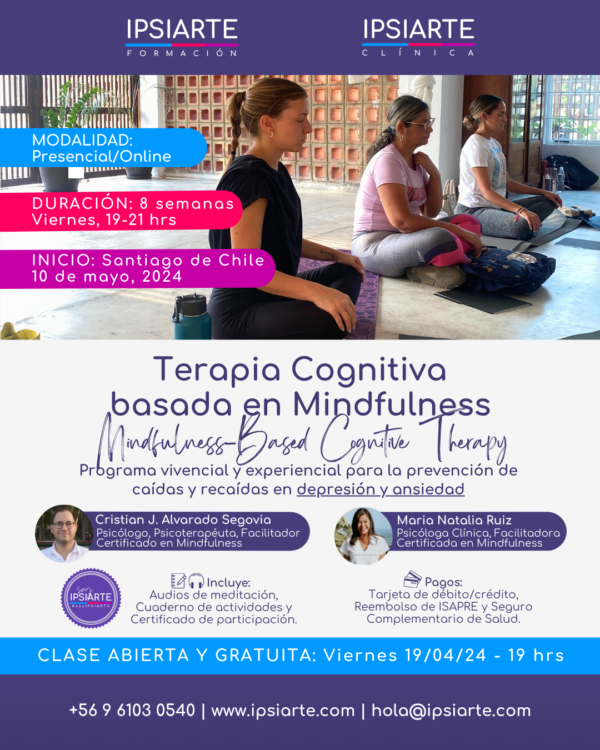 IPSIARTE
FORMACIÓN
IPSIARTE
CLÍNICA
MODALIDAD:
Presencial/Online
DURACIÓN: 8 semanas
Viernes, 19-21 hrs
INICIO: Santiago de Chile
10 de mayo, 2024
Terapia Cognitiva
basada en Mindfulness
Mindfulness-Based Cognitive Therapy
Programa vivencial y experiencial para la prevención de
caídas y recaídas en depresión y ansiedad
Cristian J. Alvarado Segovia
Psicólogo, Psicoterapéuta, Facilitador
Certificado en Mindfulness
Maria Natalia Ruiz
Psicóloga Clínica, Facilitadora
Certificada en Mindfulness
IPSIARTE
Incluye:
Audios de meditación,
Cuaderno de actividades y
Certificado de participación.
Pagos:
Tarjeta de débito/crédito,
Reembolso de ISAPRE y Seguro
Complementario de Salud.
CLASE ABIERTA Y GRATUITA: Viernes 19/04/24 - 19 hrs
+56 9 6103 0540 | www.ipsiarte.com | hola@ipsiarte.com